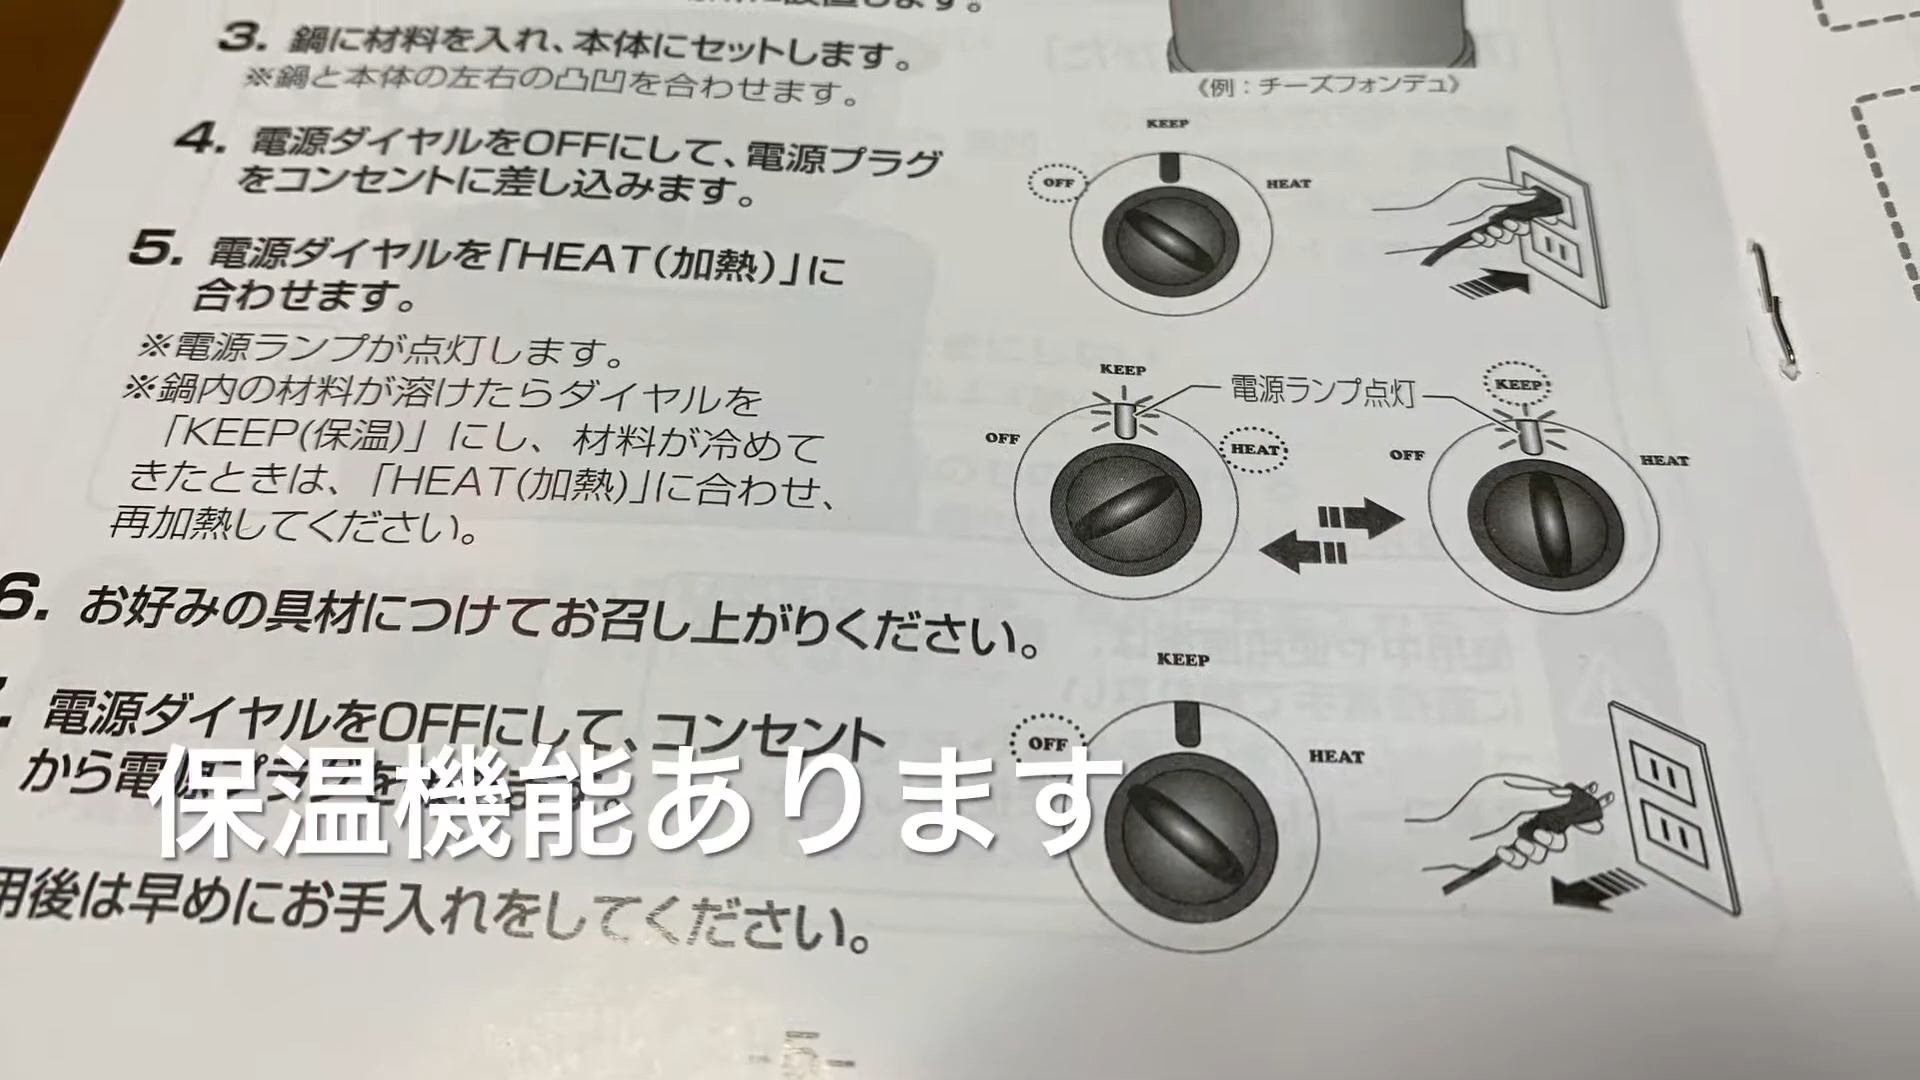 3. 鍋に材料を入れ、本体にセットします。
※鍋と本体の左右の凸凹を合わせます。
《例：チーズフォンデュ》
4. 電源ダイヤルをOFFにして、電源プラグ
をコンセントに差し込みます。
KEEP
OFF
HEAT
5. 電源ダイヤルを「HEAT(加熱)」に
合わせます。
※電源ランプが点灯します。
※鍋内の材料が溶けたらダイヤルを
「KEEP(保温)」にし、材料が冷めて
きたときは、「HEAT(加熱)」に合わせ、
再加熱してください。
KEEP
電源ランプ点灯
KEEP
OFF
HEAT
OFF
HEAT
6. お好みの具材につけてお召し上がりください。
電源ダイヤルをOFFにして、コンセント
から電源プラグを
KEEP
OFF
HEAT
保温機能あります
用後は早めにお手入れをしてください。
-5-